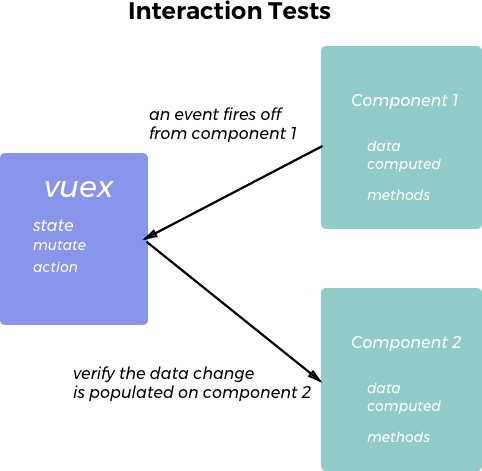 Interaction Tests
an event fires off
from component 1
Component 1
data
computed
methods
vuex
state
mutate
action
Component 2
data
computed
methods
verify the data change
is populated on component 2